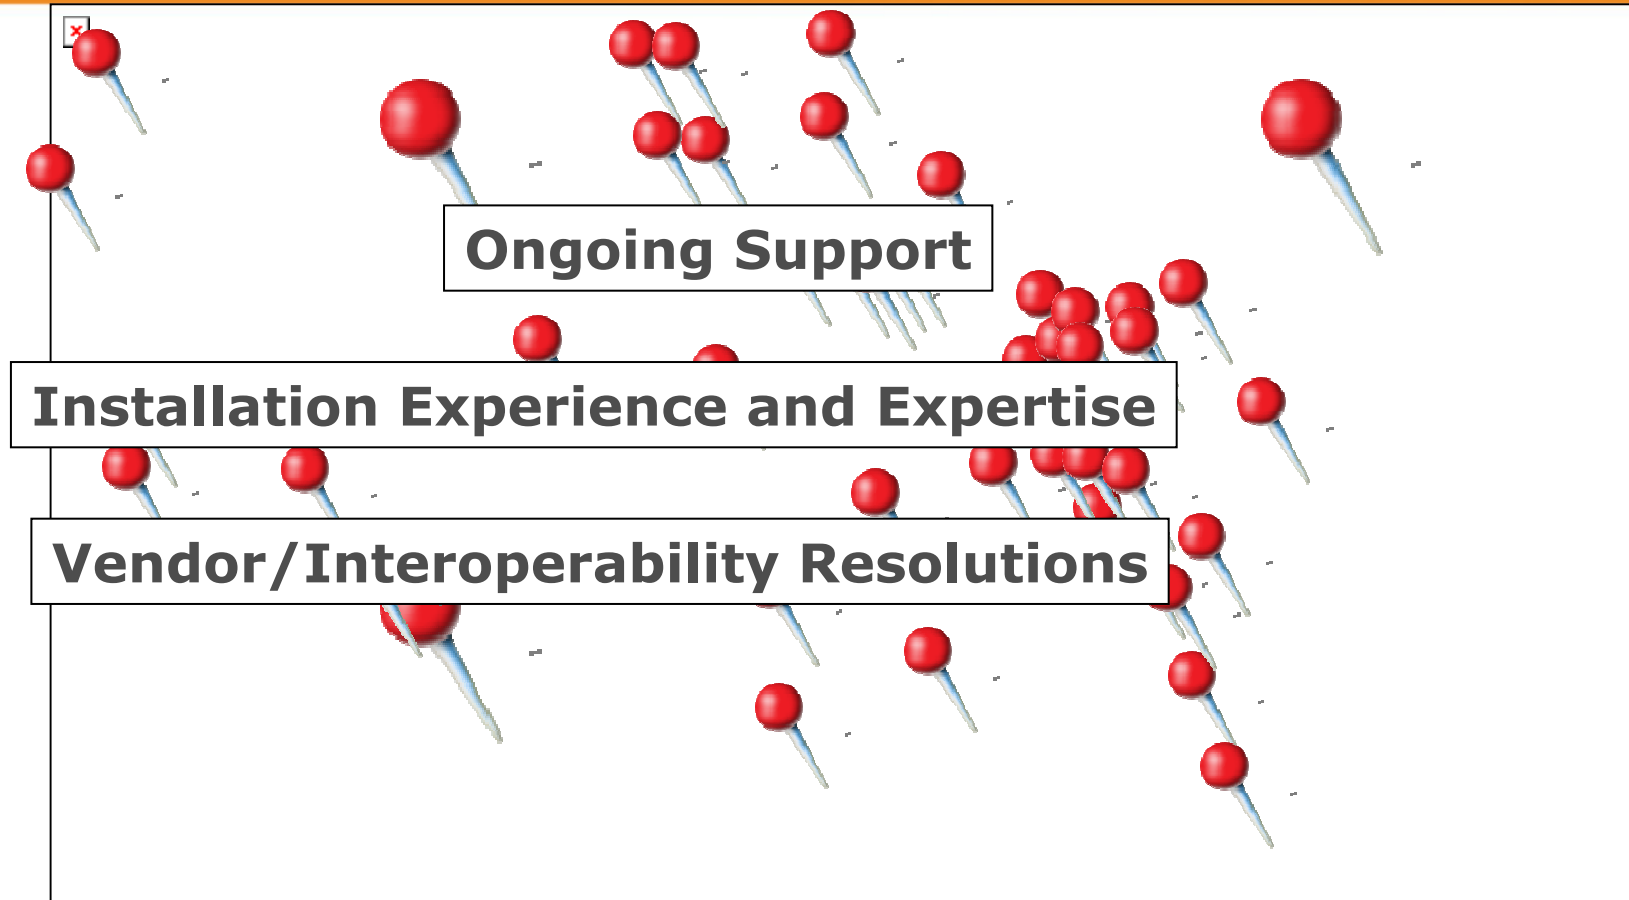 Ongoing Support
Installation Experience and Expertise
Vendor/Interoperability Resolutions